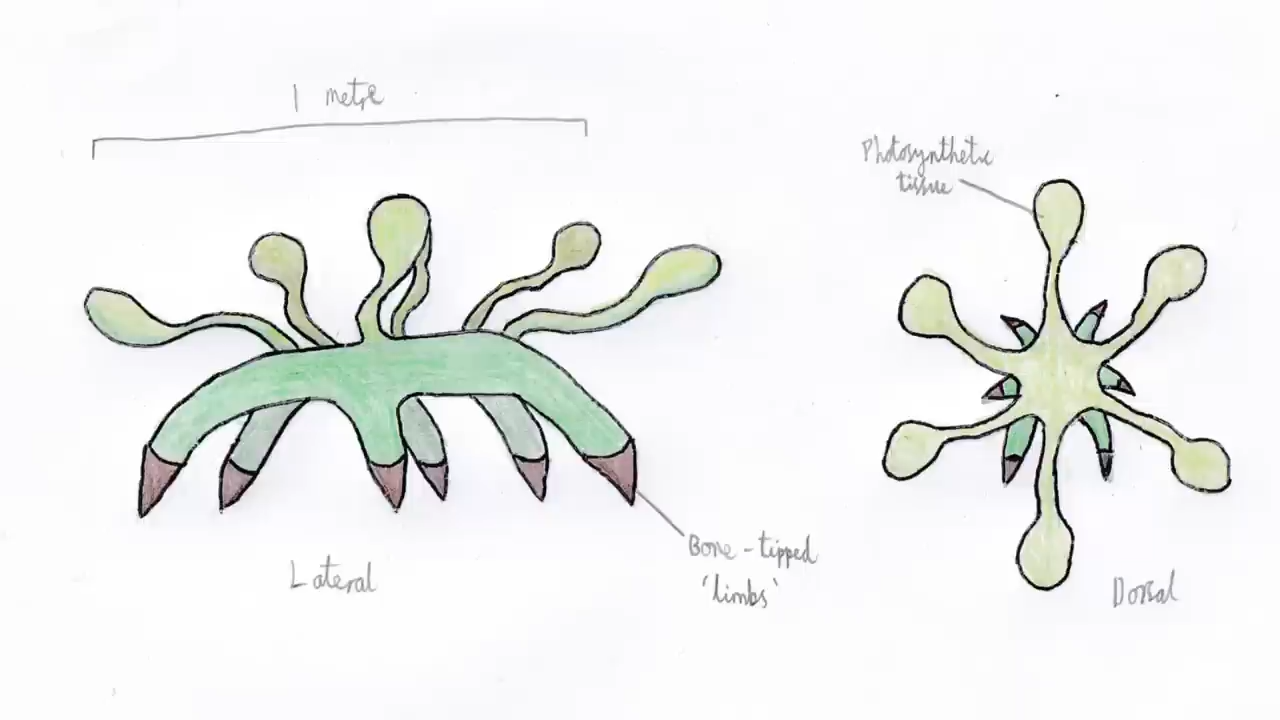 1 metre
Photosynthetic
tissue
Bone-tipped
'limbs'
Lateral
Dorsal